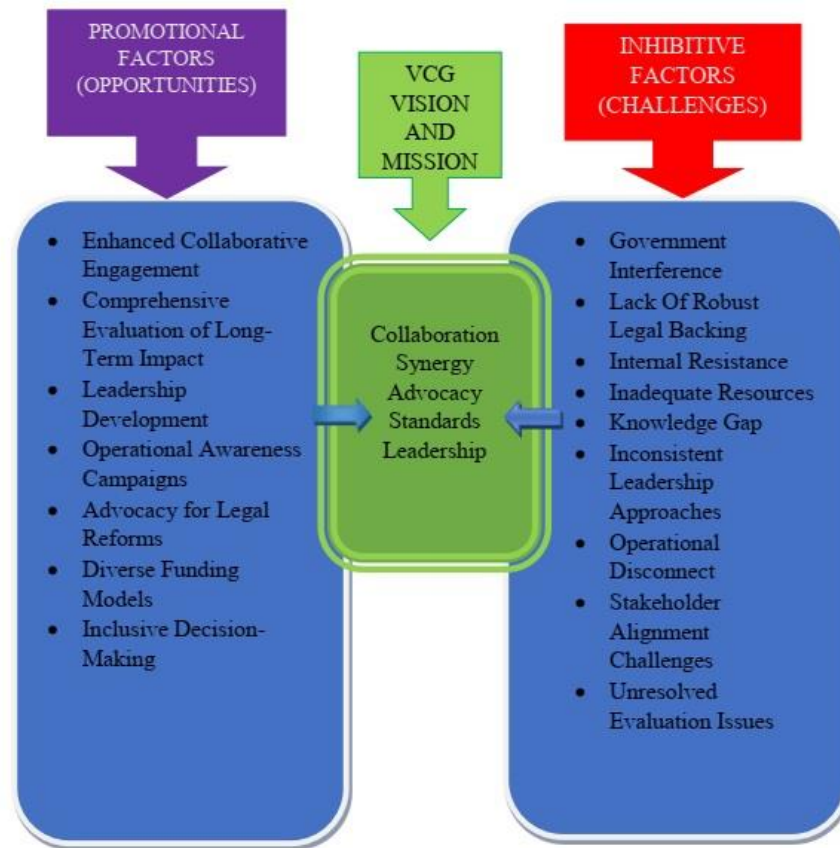 PROMOTIONAL
FACTORS
(OPPORTUNITIES)
VCG
VISION
AND
MISSION
INHIBITIVE
FACTORS
(CHALLENGES)
• Enhanced Collaborative
Engagement
• Comprehensive
Evaluation of Long-
Term Impact
• Leadership
Development
• Operational Awareness
Campaigns
• Advocacy for Legal
Reforms
• Diverse Funding
Models
• Inclusive Decision-
Making
Collaboration
Synergy
Advocacy
Standards
Leadership
• Government
Interference
• Lack Of Robust
Legal Backing
• Internal Resistance
• Inadequate Resources
• Knowledge Gap
• Inconsistent
Leadership
Approaches
• Operational
Disconnect
• Stakeholder
Alignment
Challenges
• Unresolved
Evaluation Issues